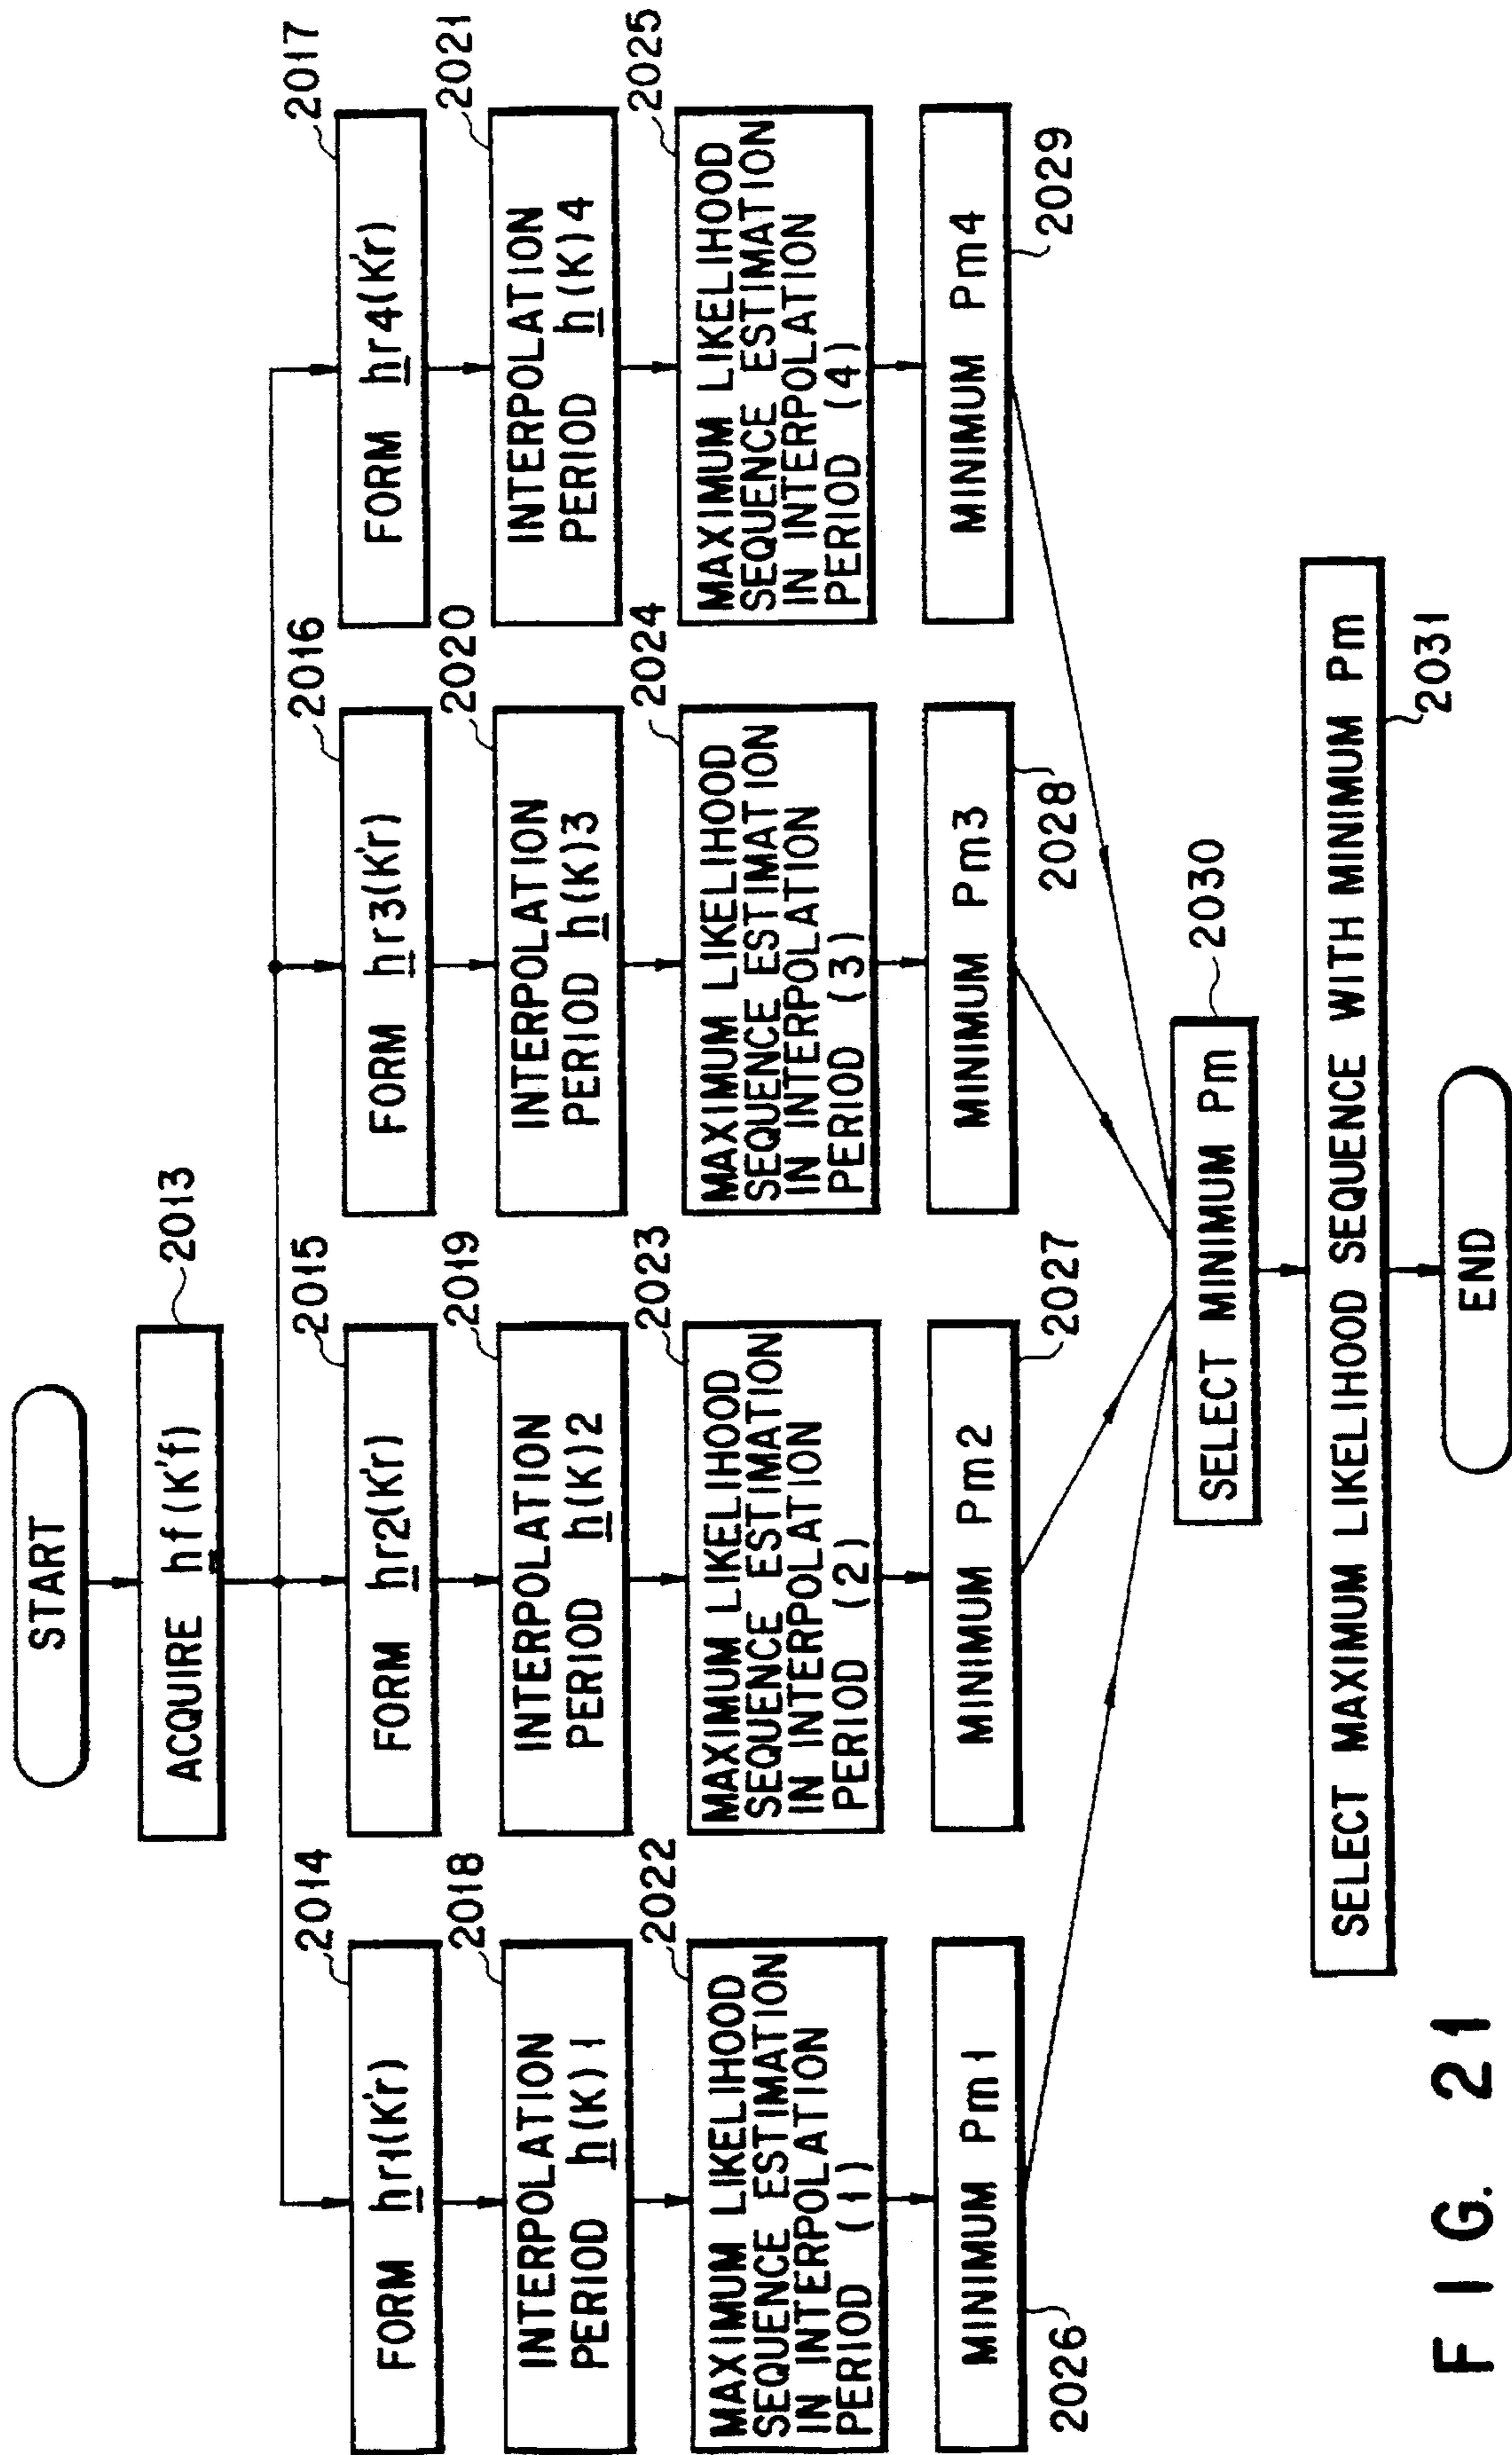 START
ACQUIRE hf(K'f)
2013
2014
2015
2016
2017
FORM hr1(K'r)
FORM hr2(K'r)
FORM hr3(K'r)
FORM hr4(K'r)
2018
2019
2020
2021
INTERPOLATION
PERIOD h(K)1
INTERPOLATION
PERIOD h(K)2
INTERPOLATION
PERIOD h(K)3
INTERPOLATION
PERIOD h(K)4
2022
2023
2024
2025
MAXIMUM LIKELIHOOD
SEQUENCE ESTIMATION
IN INTERPOLATION
PERIOD (1)
MAXIMUM LIKELIHOOD
SEQUENCE ESTIMATION
IN INTERPOLATION
PERIOD (2)
MAXIMUM LIKELIHOOD
SEQUENCE ESTIMATION
IN INTERPOLATION
PERIOD (3)
MAXIMUM LIKELIHOOD
SEQUENCE ESTIMATION
IN INTERPOLATION
PERIOD (4)
MINIMUM Pm1
MINIMUM Pm2
MINIMUM Pm3
MINIMUM Pm4
2026
2027
2028
2029
SELECT MINIMUM Pm
2030
SELECT MAXIMUM LIKELIHOOD SEQUENCE WITH MINIMUM Pm
2031
END
FIG. 21